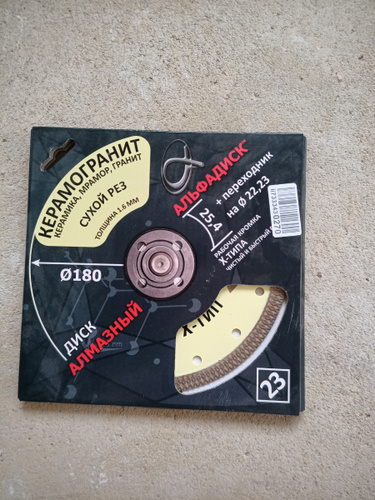 КЕРАМОГРАНИТ
КЕРАМИКА, МРАМОР, ГРАНИТ
СУХОЙ РЕЗ
ТОЛЩИНА 1.6 ММ
АЛЬФАДИСК
25,4
+ переходник
на Ø 22,23
РАБОЧАЯ КРОМКА
Х-ТИПА
ЧИСТЫЙ И БЫСТРЫЙ
Ø180
ДИСК
АЛМАЗНЫЙ
Х-ТИП
23